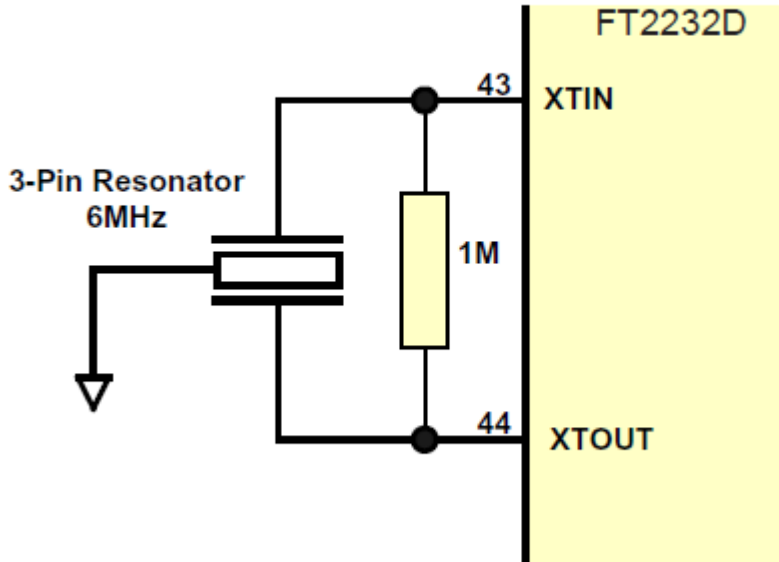 FT2232D
43
XTIN
3-Pin Resonator
6MHz
1M
44
XTOUT